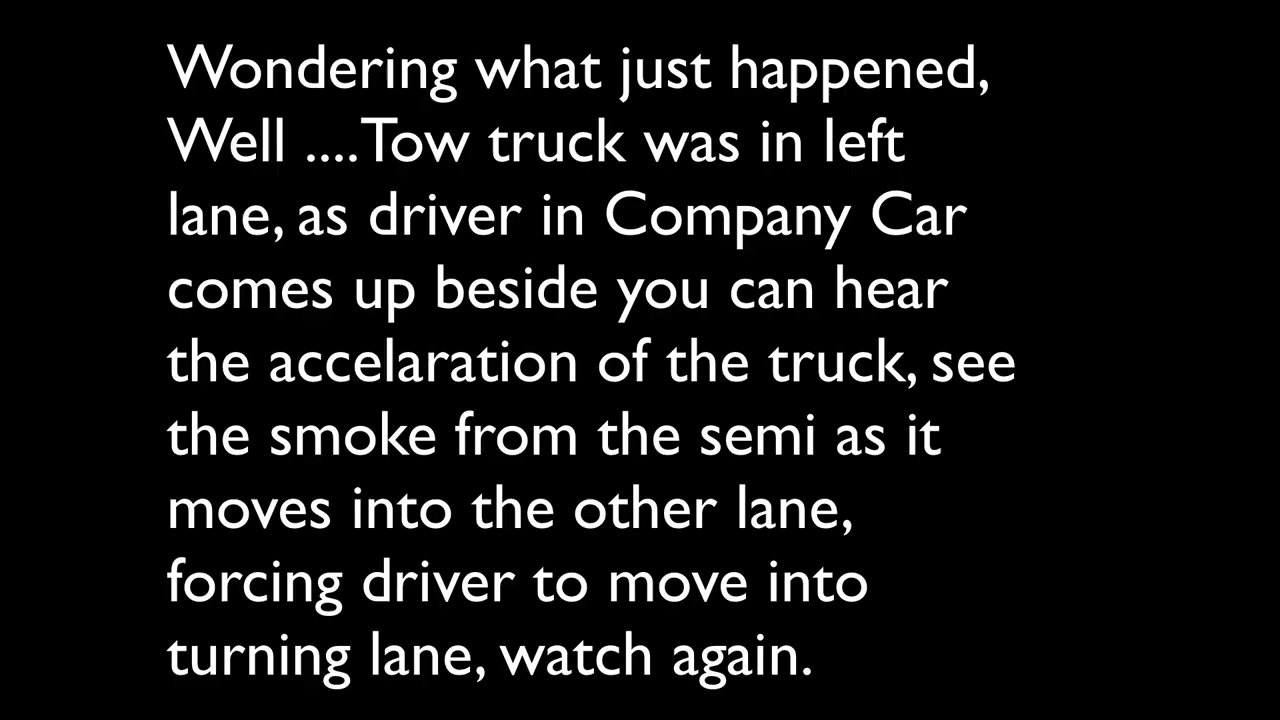 Wondering what just happened,
Well ....Tow truck was in left
lane, as driver in Company Car
comes up beside you can hear
the accelaration of the truck, see
the smoke from the semi as it
moves into the other lane,
forcing driver to move into
turning lane, watch again.